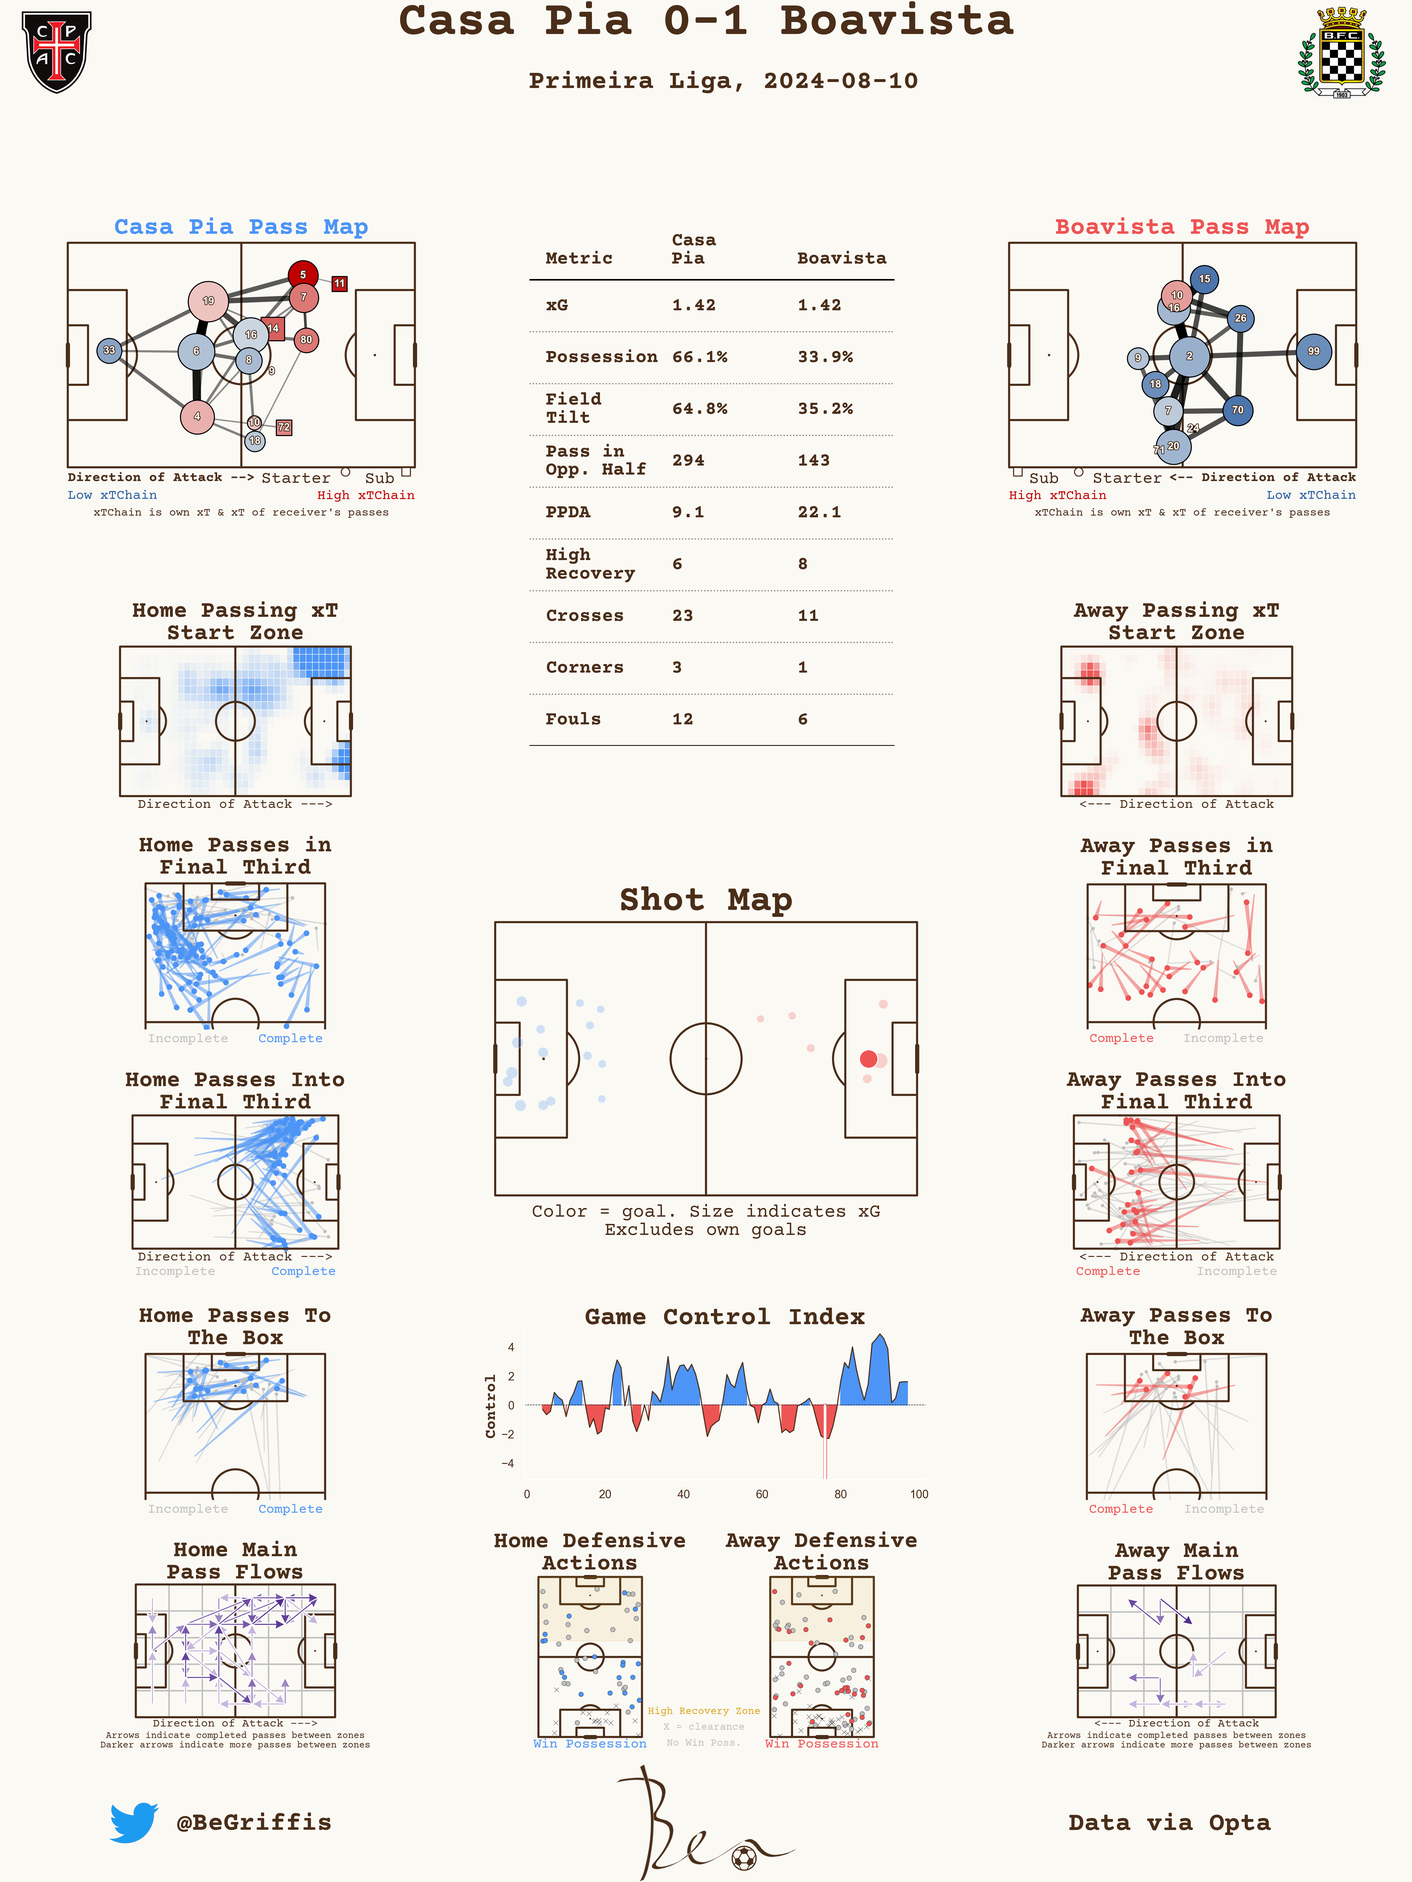 Casa Pia 0-1 Boavista
Primeira Liga, 2024-08-10
C P
A C
B.F.C.
1903
Casa Pia Pass Map
5
11
19
7
14
16
80
33
6
8
9
4
10
72
18
Direction of Attack --> Starter Sub
Low xTChain High xTChain
xTChain is own xT & xT of receiver's passes
Metric Casa Pia Boavista
xG 1.42 1.42
Possession 66.1% 33.9%
Field Tilt 64.8% 35.2%
Pass in Opp. Half 294 143
PPDA 9.1 22.1
High Recovery 6 8
Crosses 23 11
Corners 3 1
Fouls 12 6
Boavista Pass Map
15
10
16
26
9
2
99
18
7
70
24
71
20
Sub Starter <-- Direction of Attack
High xTChain Low xTChain
xTChain is own xT & xT of receiver's passes
Home Passing xT
Start Zone
Direction of Attack --->
Away Passing xT
Start Zone
<--- Direction of Attack
Home Passes in
Final Third
Incomplete Complete
Shot Map
Color = goal. Size indicates xG
Excludes own goals
Away Passes in
Final Third
Complete Incomplete
Home Passes Into
Final Third
Direction of Attack --->
Incomplete Complete
Away Passes Into
Final Third
<--- Direction of Attack
Complete Incomplete
Home Passes To
The Box
Incomplete Complete
Game Control Index
Control
4
2
0
−2
−4
0 20 40 60 80 100
Away Passes To
The Box
Complete Incomplete
Home Main
Pass Flows
Direction of Attack --->
Arrows indicate completed passes between zones
Darker arrows indicate more passes between zones
Home Defensive
Actions
Win Possession
High Recovery Zone
X = clearance
No Win Poss.
Away Defensive
Actions
Win Possession
Away Main
Pass Flows
<--- Direction of Attack
Arrows indicate completed passes between zones
Darker arrows indicate more passes between zones
@BeGriffis
Ben
Data via Opta